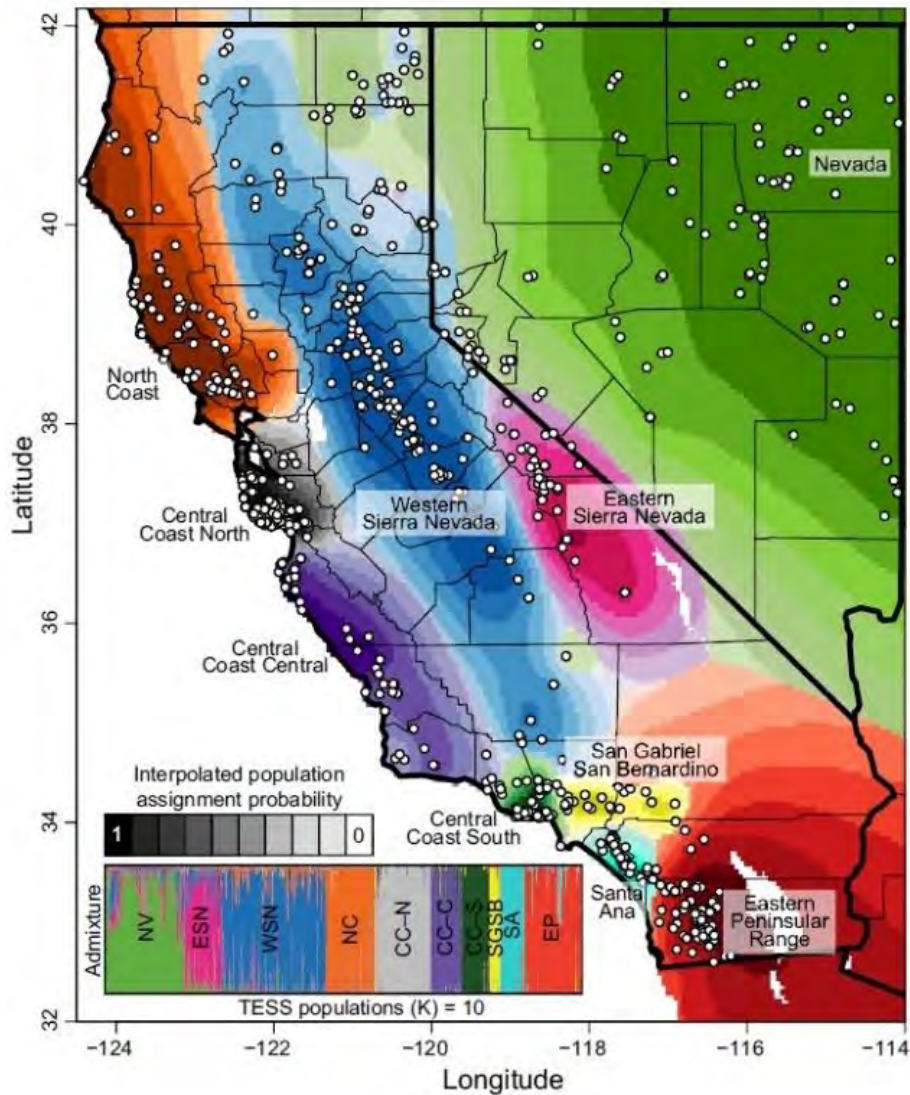 42
40
38
36
34
32
Latitude
Nevada
North
Coast
Central
Coast North
Western
Sierra Nevada
Eastern
Sierra Nevada
Central
Coast Central
San Gabriel
San Bernardino
Central
Coast South
Santa
Ana
Eastern
Peninsular
Range
Interpolated population
assignment probability
1 0
Admixture
NV ESN WSN NC CC–N CC–C CC–S SGSB SA EP
TESS populations (K) = 10
−124 −122 −120 −118 −116 −114
Longitude